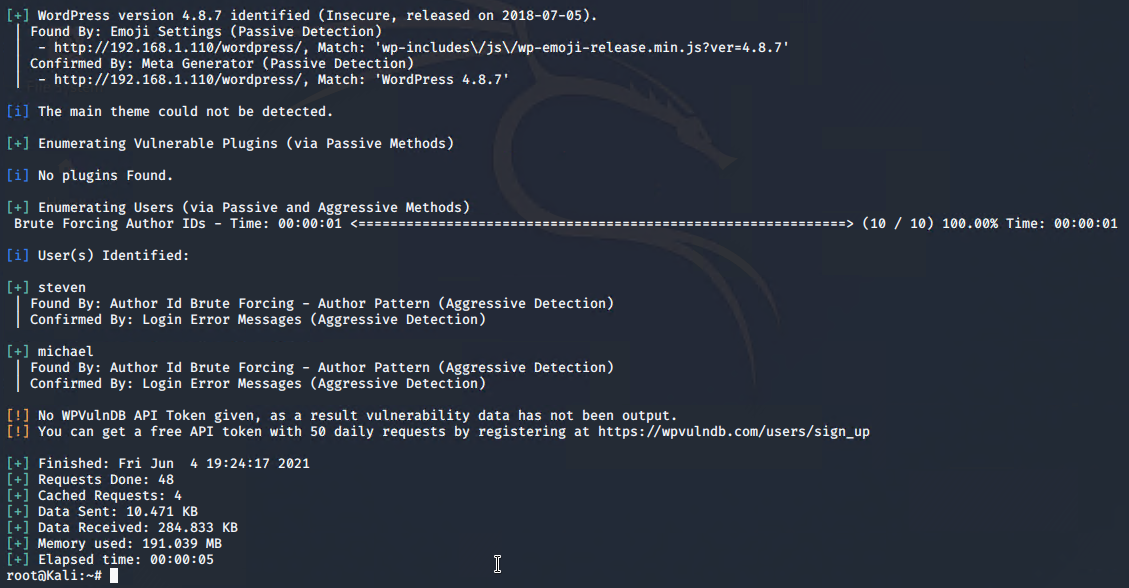 [+] WordPress version 4.8.7 identified (Insecure, released on 2018-07-05).
| Found By: Emoji Settings (Passive Detection)
|  - http://192.168.1.110/wordpress/, Match: 'wp-includes\/js\/wp-emoji-release.min.js?ver=4.8.7'
| Confirmed By: Meta Generator (Passive Detection)
|  - http://192.168.1.110/wordpress/, Match: 'WordPress 4.8.7'
[i] The main theme could not be detected.
[+] Enumerating Vulnerable Plugins (via Passive Methods)
[i] No plugins Found.
[+] Enumerating Users (via Passive and Aggressive Methods)
Brute Forcing Author IDs - Time: 00:00:01 <=============================================================> (10 / 10) 100.00% Time: 00:00:01
[i] User(s) Identified:
[+] steven
| Found By: Author Id Brute Forcing - Author Pattern (Aggressive Detection)
| Confirmed By: Login Error Messages (Aggressive Detection)
[+] michael
| Found By: Author Id Brute Forcing - Author Pattern (Aggressive Detection)
| Confirmed By: Login Error Messages (Aggressive Detection)
[!] No WPVulnDB API Token given, as a result vulnerability data has not been output.
[!] You can get a free API token with 50 daily requests by registering at https://wpvulndb.com/users/sign_up
[+] Finished: Fri Jun  4 19:24:17 2021
[+] Requests Done: 48
[+] Cached Requests: 4
[+] Data Sent: 10.471 KB
[+] Data Received: 284.833 KB
[+] Memory used: 191.039 MB
[+] Elapsed time: 00:00:05
root@Kali:~#